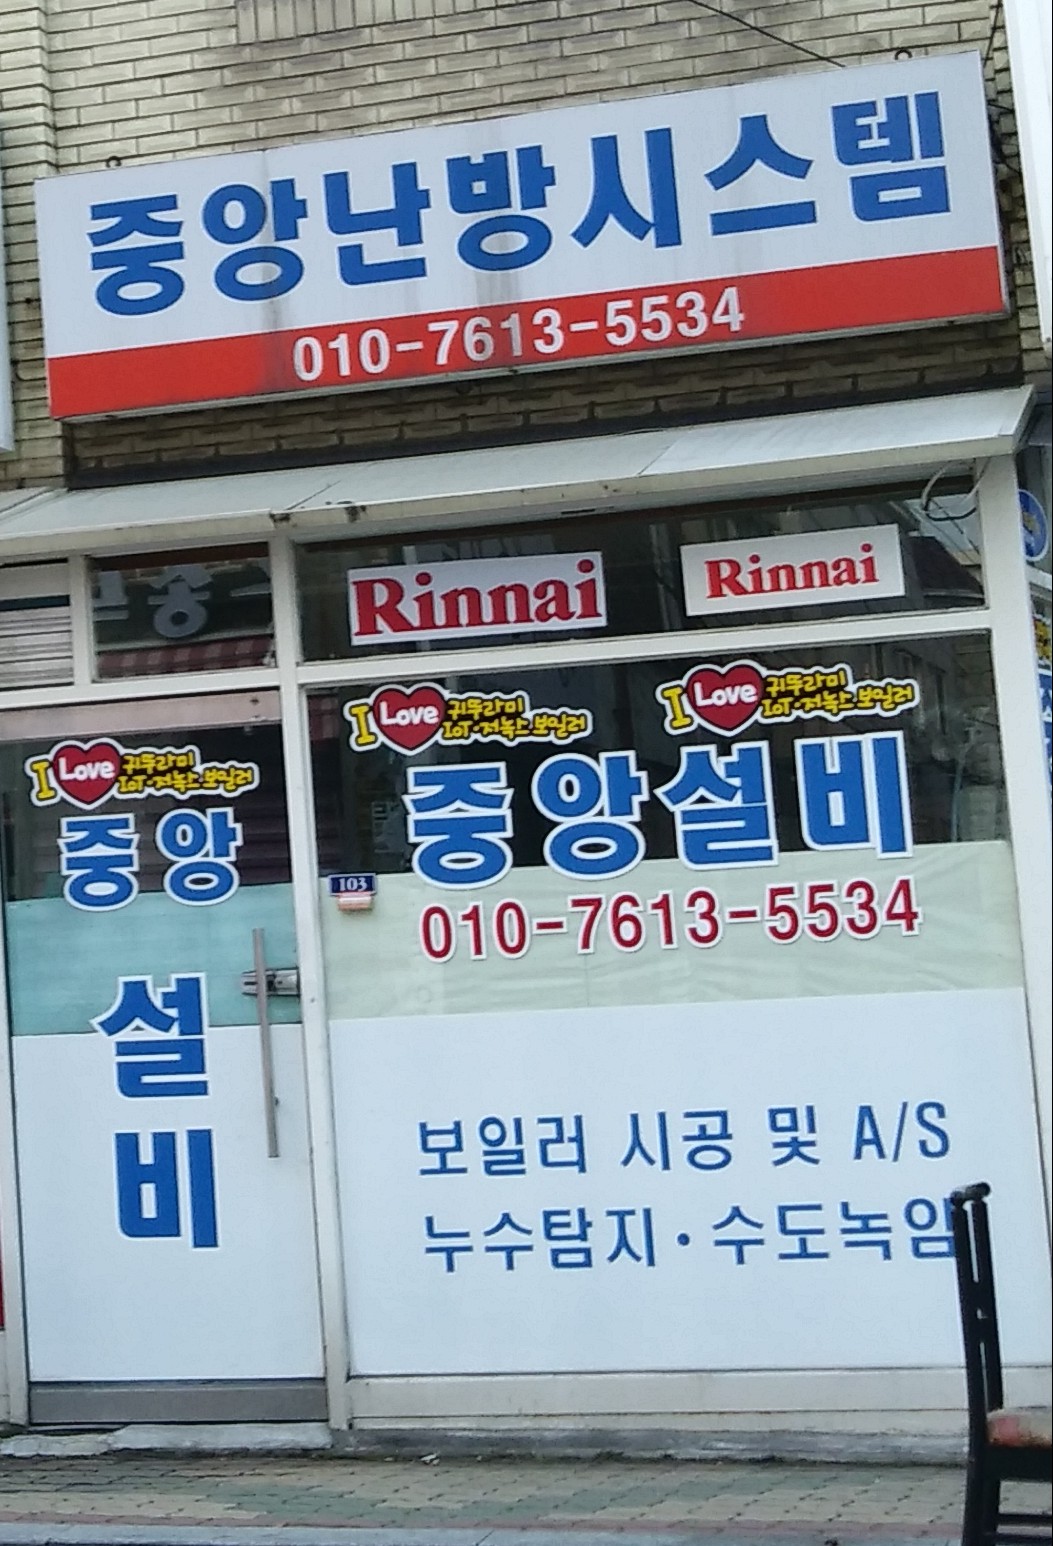 중앙난방시스템
010-7613-5534
Rinnai
Rinnai
I Love 귀뚜라미
IoT·저녹스 보일러
I Love 귀뚜라미
IoT·저녹스 보일러
I Love 귀뚜라미
IoT·저녹스 보일러
중앙
설
비
중앙설비
103
010-7613-5534
보일러 시공 및 A/S
누수탐지·수도녹임